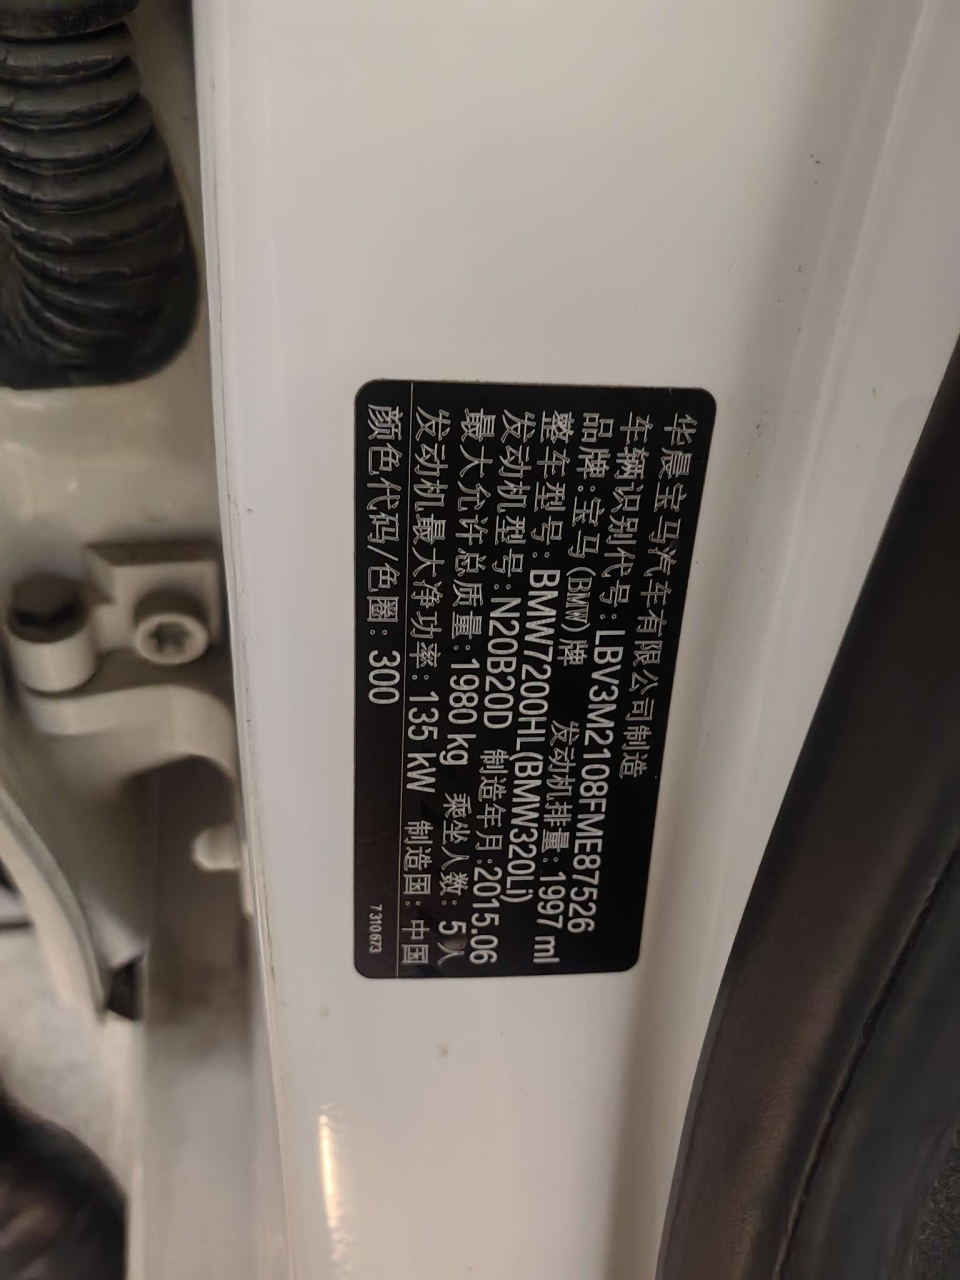 华晨宝马汽车有限公司制造
车辆识别代号：LBV3M2108FME87526
品牌：宝马(BMW)牌 发动机排量：1997 ml
整车型号：BMW7200HL(BMW320Li)
发动机型号：N20B20D 制造年月：2015.06
最大允许总质量：1980 kg 乘坐人数：5人
发动机最大净功率：135 kW 制造国：中国
颜色代码/色圈：300 7 310 673